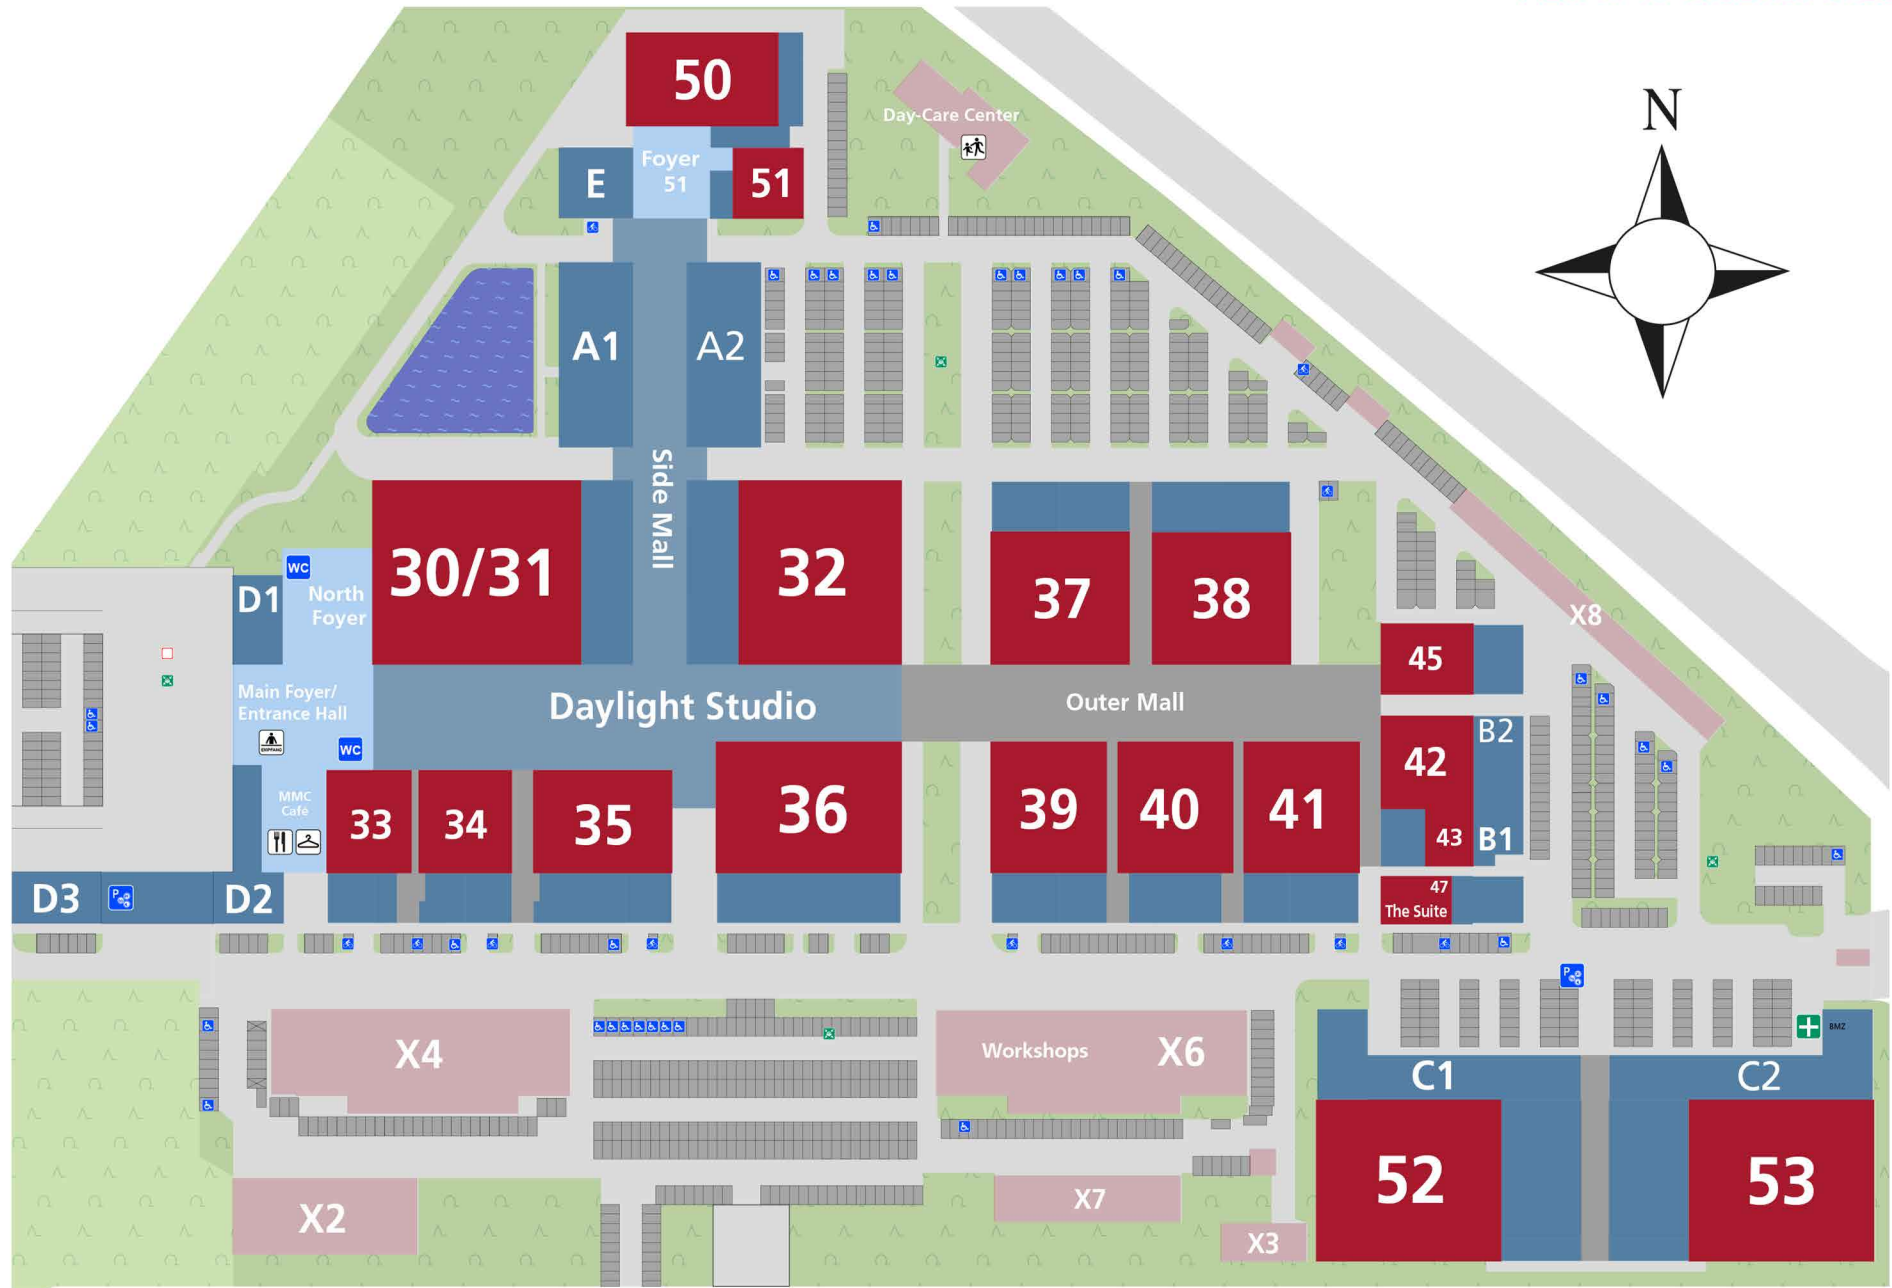 50
Day-Care Center
N
Foyer
51
E
51
A1
A2
Side Mall
30/31
32
37
38
WC
D1
North
Foyer
X8
45
Main Foyer/
Entrance Hall
Daylight Studio
Outer Mall
EMPFANG
WC
B2
42
MMC
Café
33
34
35
36
39
40
41
43
B1
D3
P
D2
47
The Suite
P
X4
Workshops
X6
BMZ
C1
C2
52
53
X2
X7
X3